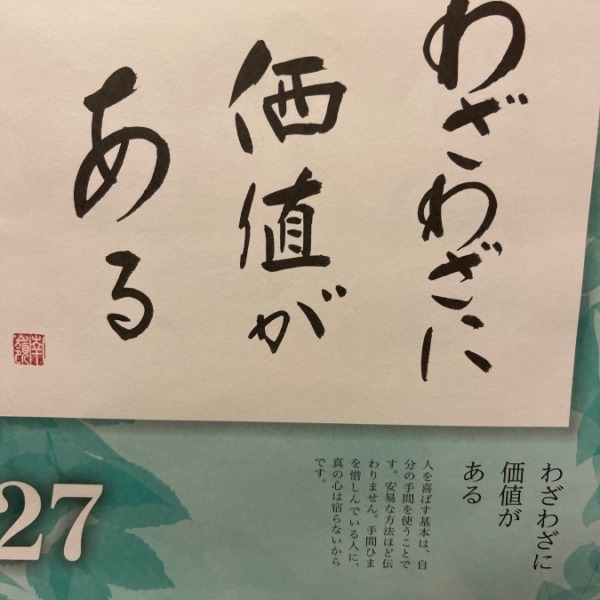 わざわざに
価値が
ある
わざわざに
価値が
ある
人を喜ばす基本は、自
分の手間を使うことで
す。安易な方法ほど伝
わりません。手間ひま
を惜しんでいる人に、
真の心は宿らないから
です。
27